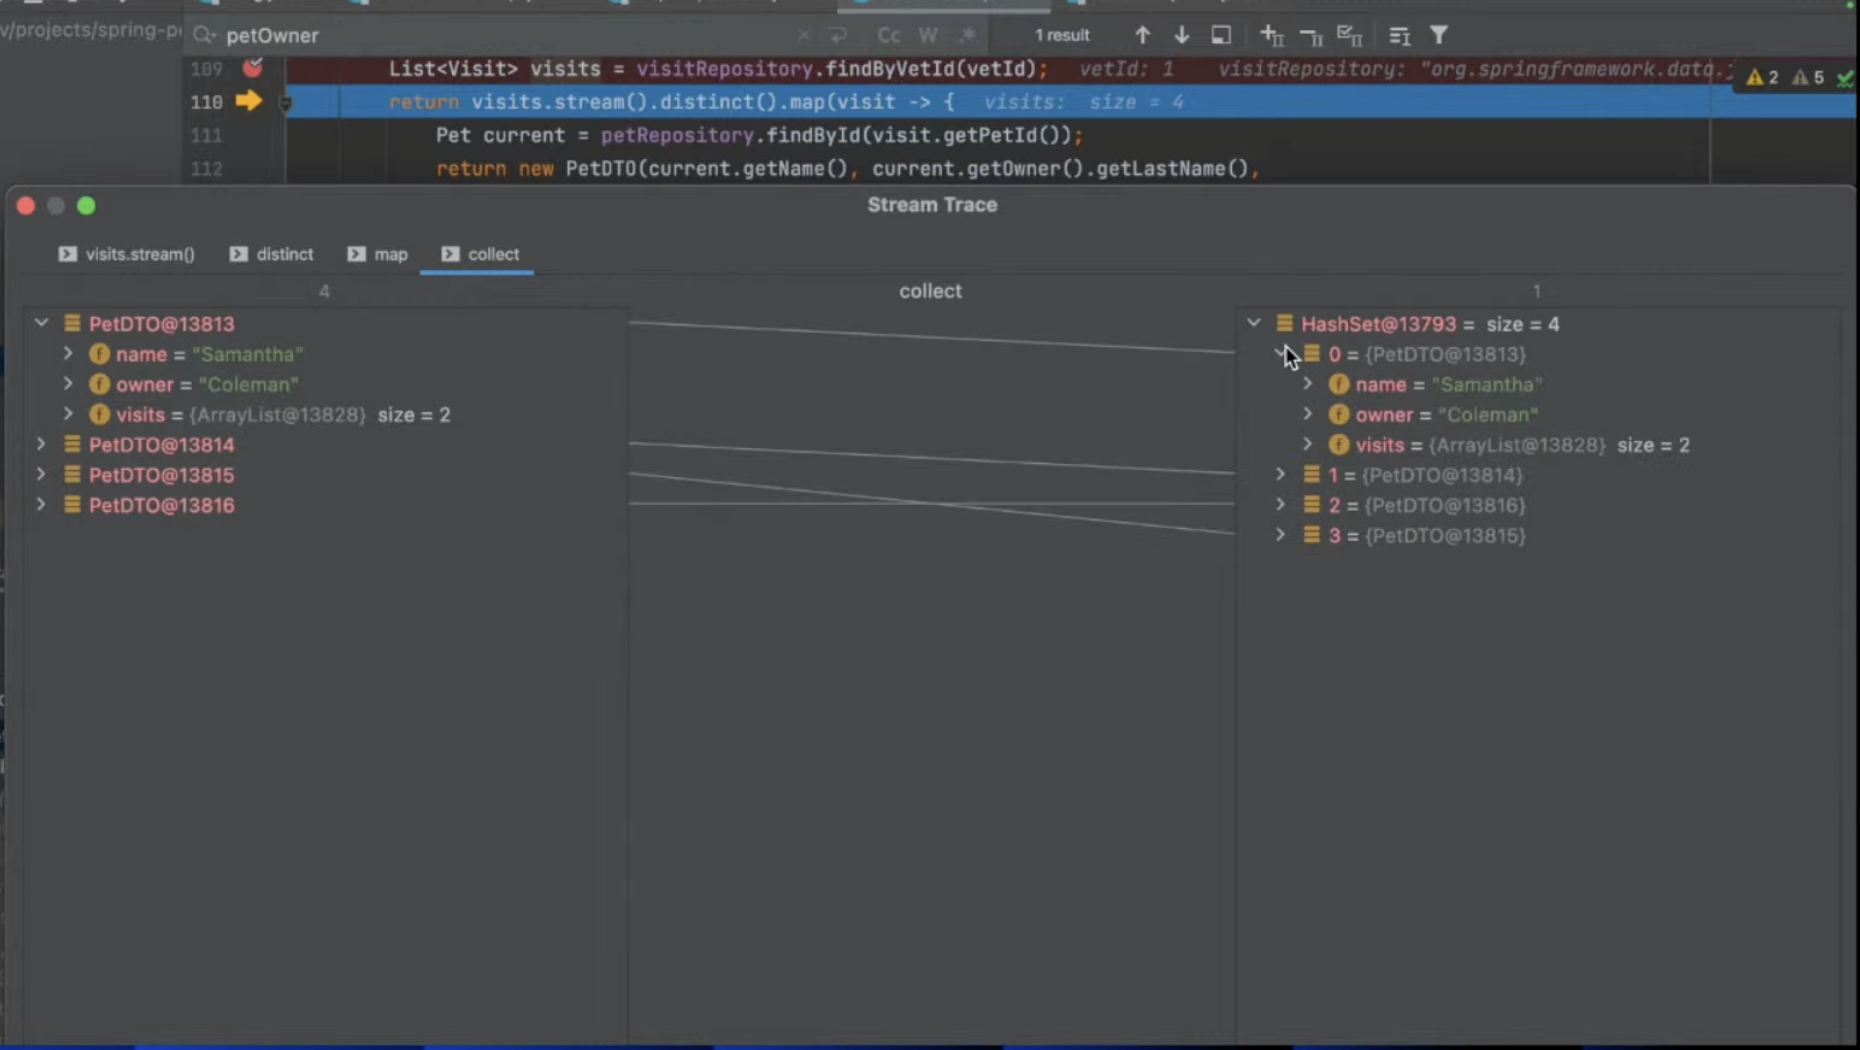 v/projects/spring-p
petOwner
Cc W .* 1 result
109 List<Visit> visits = visitRepository.findByVetId(vetId); vetId: 1 visitRepository: "org.springframework.data.
2 5
110 return visits.stream().distinct().map(visit -> { visits: size = 4
111 Pet current = petRepository.findById(visit.getPetId());
112 return new PetDTO(current.getName(), current.getOwner().getLastName(),
Stream Trace
visits.stream() distinct map collect
4 collect 1
PetDTO@13813
name = "Samantha"
owner = "Coleman"
visits = {ArrayList@13828} size = 2
PetDTO@13814
PetDTO@13815
PetDTO@13816
HashSet@13793 = size = 4
0 = {PetDTO@13813}
name = "Samantha"
owner = "Coleman"
visits = {ArrayList@13828} size = 2
1 = {PetDTO@13814}
2 = {PetDTO@13816}
3 = {PetDTO@13815}